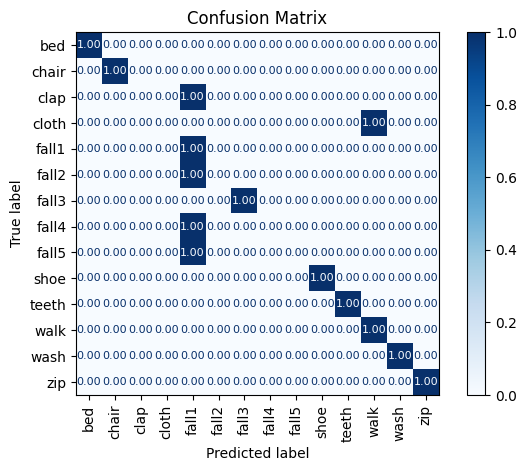 Confusion Matrix
True label
bed 1.00 0.00 0.00 0.00 0.00 0.00 0.00 0.00 0.00 0.00 0.00 0.00 0.00 0.00
chair 0.00 1.00 0.00 0.00 0.00 0.00 0.00 0.00 0.00 0.00 0.00 0.00 0.00 0.00
clap 0.00 0.00 0.00 0.00 1.00 0.00 0.00 0.00 0.00 0.00 0.00 0.00 0.00 0.00
cloth 0.00 0.00 0.00 0.00 0.00 0.00 0.00 0.00 0.00 0.00 0.00 1.00 0.00 0.00
fall1 0.00 0.00 0.00 0.00 1.00 0.00 0.00 0.00 0.00 0.00 0.00 0.00 0.00 0.00
fall2 0.00 0.00 0.00 0.00 1.00 0.00 0.00 0.00 0.00 0.00 0.00 0.00 0.00 0.00
fall3 0.00 0.00 0.00 0.00 0.00 0.00 1.00 0.00 0.00 0.00 0.00 0.00 0.00 0.00
fall4 0.00 0.00 0.00 0.00 1.00 0.00 0.00 0.00 0.00 0.00 0.00 0.00 0.00 0.00
fall5 0.00 0.00 0.00 0.00 1.00 0.00 0.00 0.00 0.00 0.00 0.00 0.00 0.00 0.00
shoe 0.00 0.00 0.00 0.00 0.00 0.00 0.00 0.00 0.00 1.00 0.00 0.00 0.00 0.00
teeth 0.00 0.00 0.00 0.00 0.00 0.00 0.00 0.00 0.00 0.00 1.00 0.00 0.00 0.00
walk 0.00 0.00 0.00 0.00 0.00 0.00 0.00 0.00 0.00 0.00 0.00 1.00 0.00 0.00
wash 0.00 0.00 0.00 0.00 0.00 0.00 0.00 0.00 0.00 0.00 0.00 0.00 1.00 0.00
zip 0.00 0.00 0.00 0.00 0.00 0.00 0.00 0.00 0.00 0.00 0.00 0.00 0.00 1.00
bed chair clap cloth fall1 fall2 fall3 fall4 fall5 shoe teeth walk wash zip
Predicted label
1.0
0.8
0.6
0.4
0.2
0.0